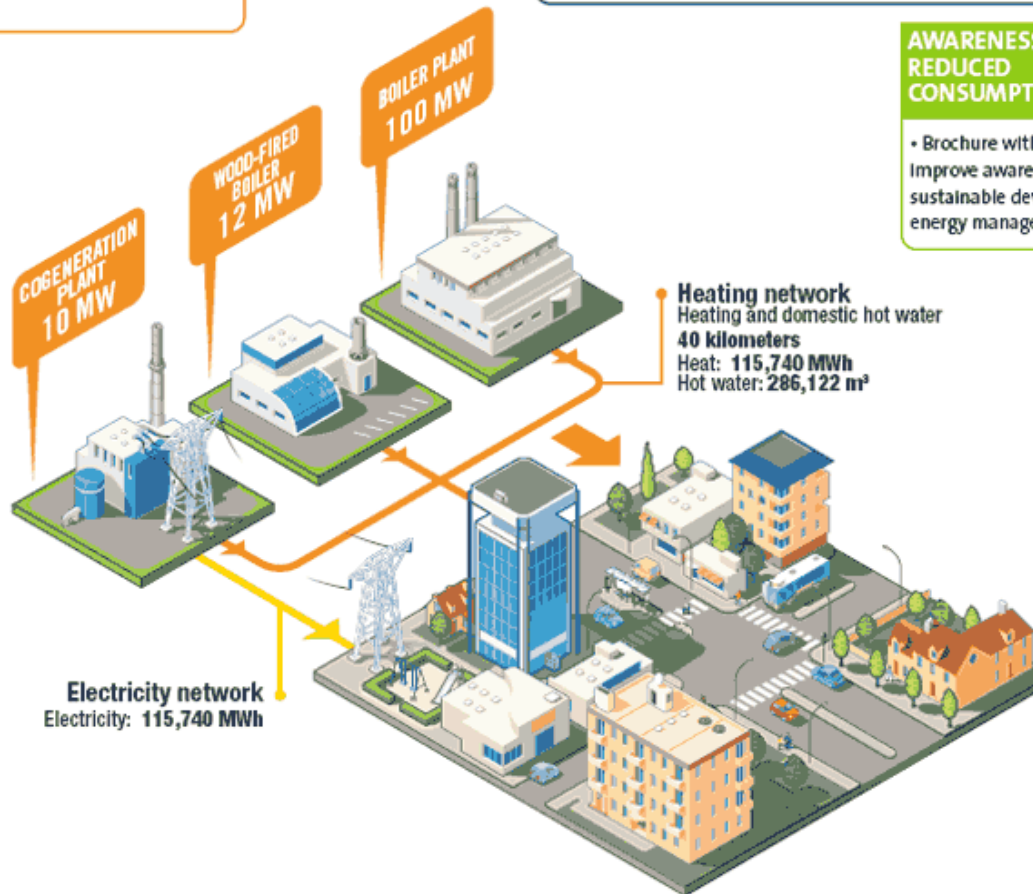 AWARENESS
REDUCED
CONSUMPT
• Brochure with
improve aware
sustainable dev
energy manage
BOILER PLANT
100 MW
WOOD-FIRED
BOILER
12 MW
COGENERATION
PLANT
10 MW
Heating network
Heating and domestic hot water
40 kilometers
Heat: 115,740 MWh
Hot water: 286,122 m³
Electricity network
Electricity: 115,740 MWh